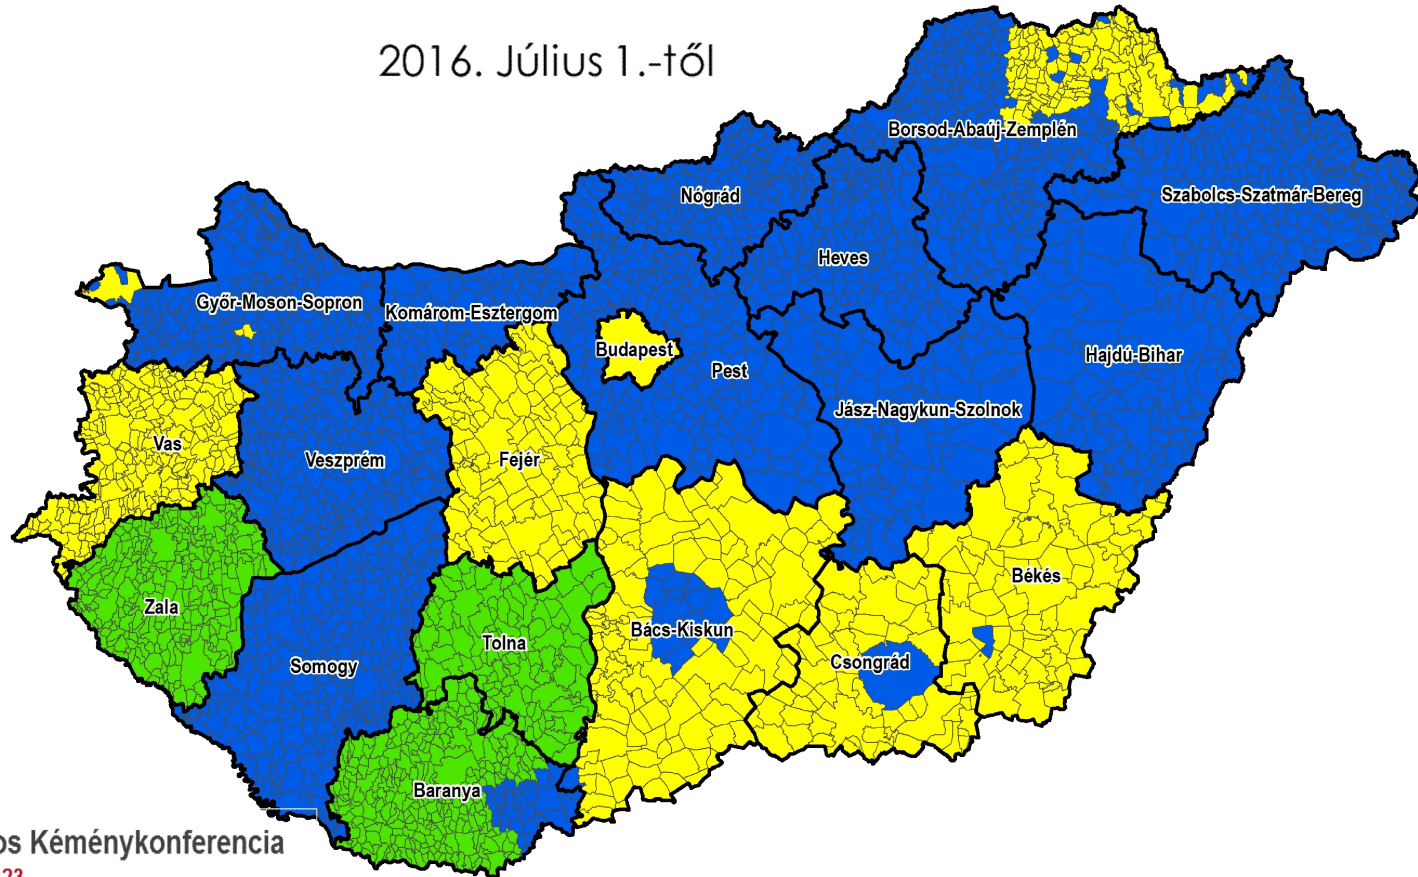 2016. Július 1.-től
Borsod-Abaúj-Zemplén
Nógrád
Szabolcs-Szatmár-Bereg
Heves
Győr-Moson-Sopron
Komárom-Esztergom
Budapest
Pest
Hajdú-Bihar
Jász-Nagykun-Szolnok
Vas
Veszprém
Fejér
Békés
Zala
Tolna
Bács-Kiskun
Somogy
Csongrád
Baranya
os Kéménykonferencia
23